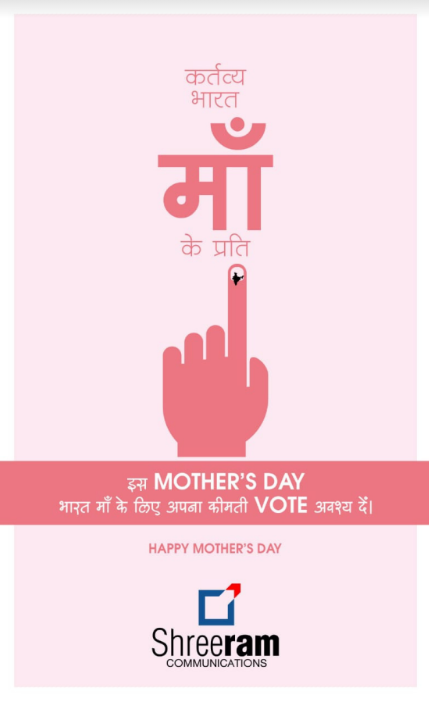 कर्तव्य
भारत
माँ
के प्रति
इस MOTHER'S DAY
भारत माँ के लिए अपना कीमती VOTE अवश्य दें।
HAPPY MOTHER'S DAY
Shreeram
COMMUNICATIONS